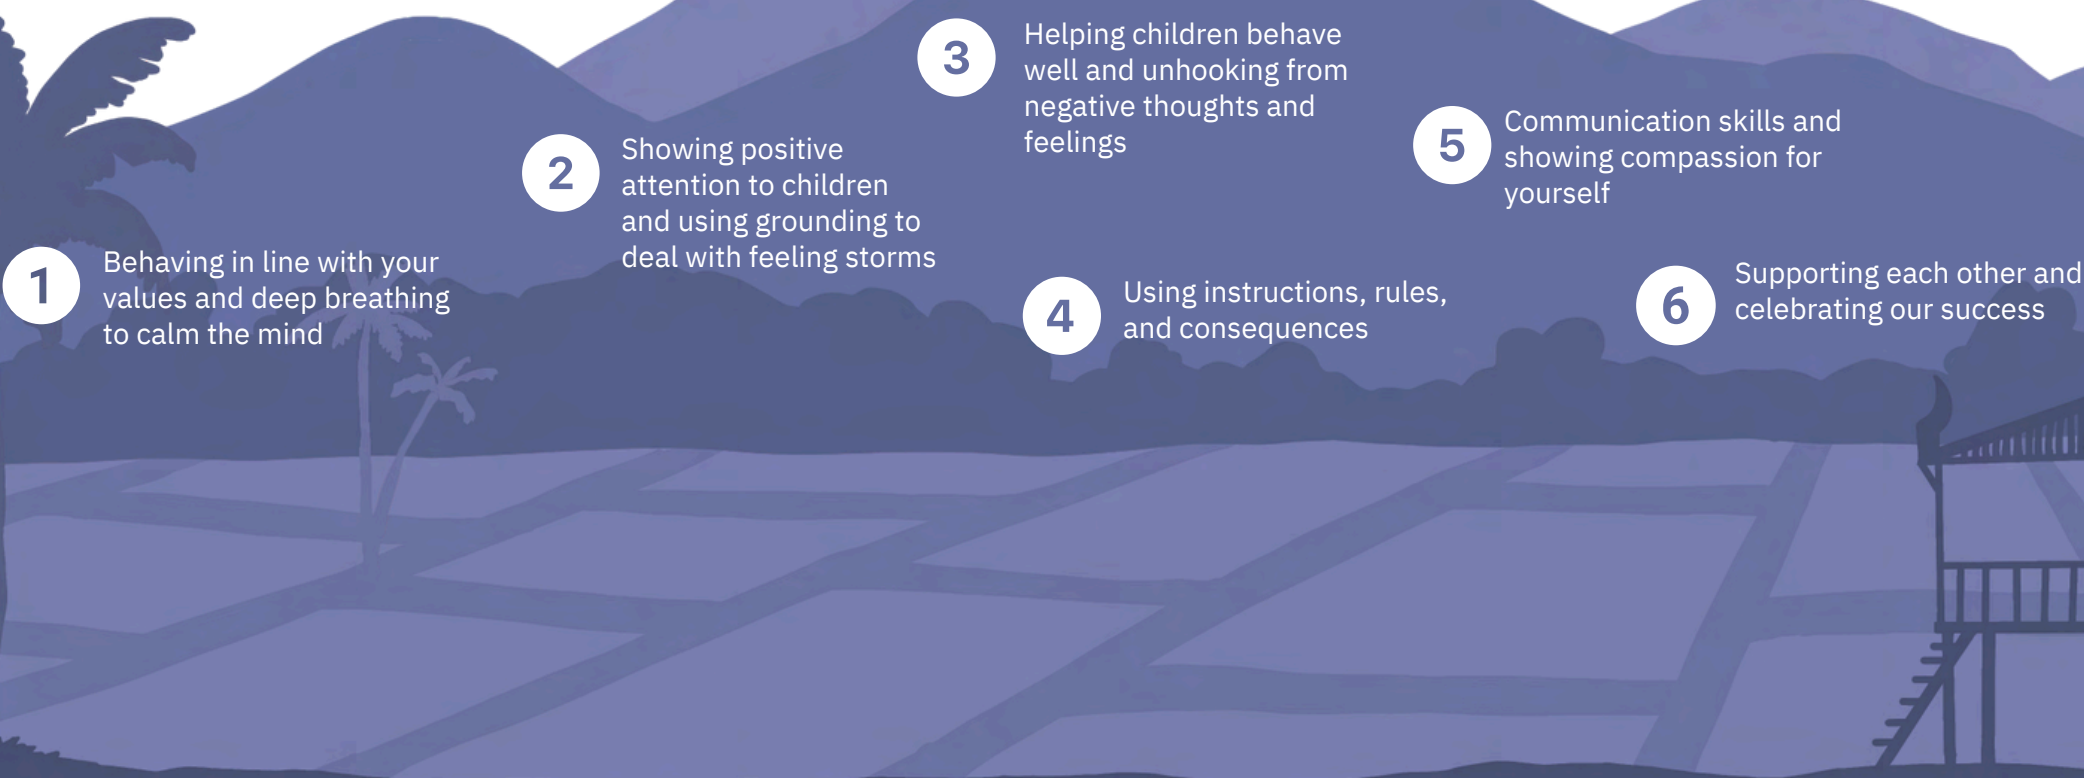 1
Behaving in line with your
values and deep breathing
to calm the mind
2
Showing positive
attention to children
and using grounding to
deal with feeling storms
3
Helping children behave
well and unhooking from
negative thoughts and
feelings
4
Using instructions, rules,
and consequences
5
Communication skills and
showing compassion for
yourself
6
Supporting each other and
celebrating our success